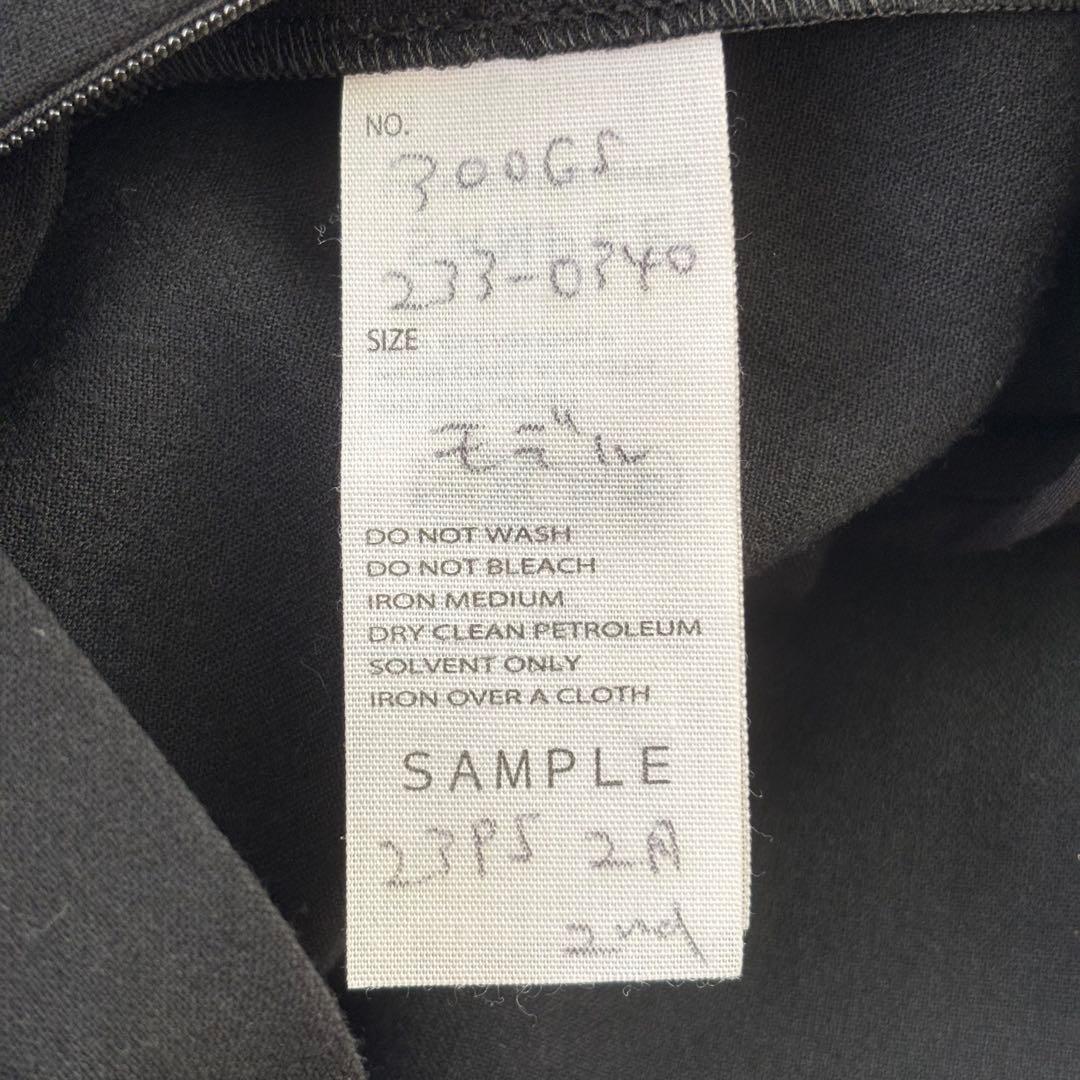 NO.
300GS
233-0340
SIZE
モデル
DO NOT WASH
DO NOT BLEACH
IRON MEDIUM
DRY CLEAN PETROLEUM
SOLVENT ONLY
IRON OVER A CLOTH
SAMPLE
23PS 2A
2nd